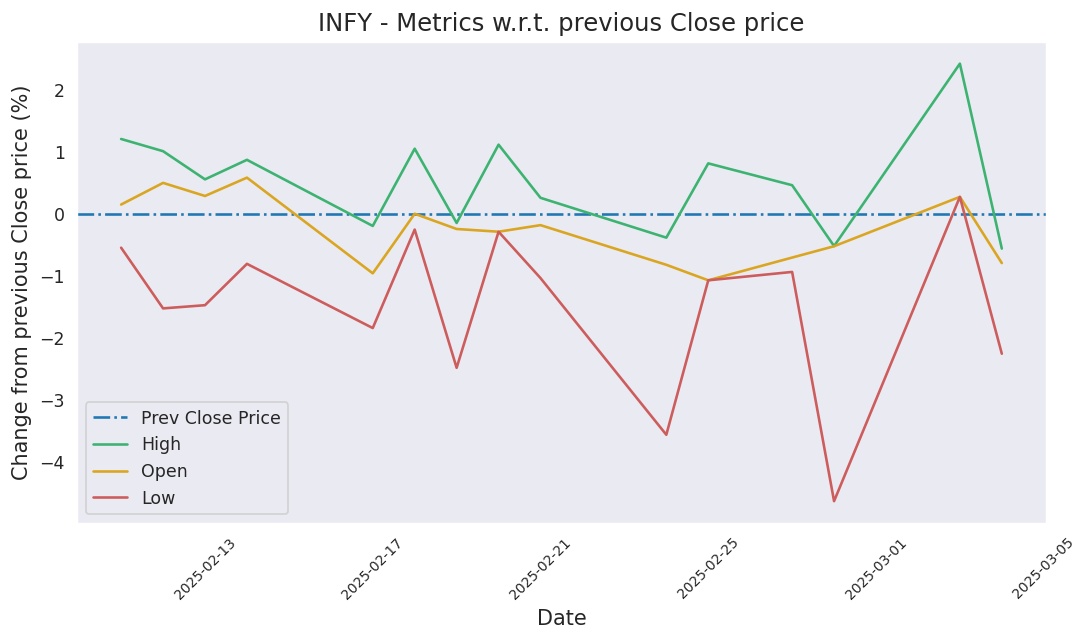 INFY - Metrics w.r.t. previous Close price
Change from previous Close price (%)
2
1
0
−1
−2
−3
−4
Prev Close Price
High
Open
Low
2025-02-13
2025-02-17
2025-02-21
2025-02-25
2025-03-01
2025-03-05
Date